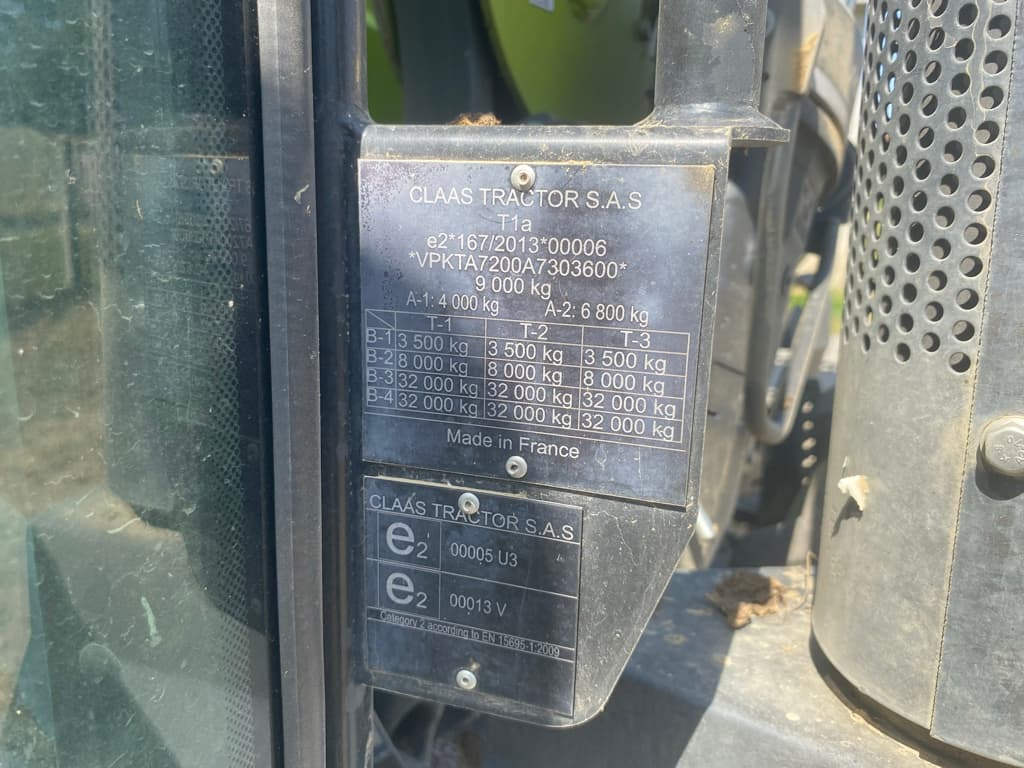 CLAAS TRACTOR S.A.S
T1a
e2*167/2013*00006
*VPKTA7200A7303600*
9 000 kg
A-1: 4 000 kg A-2: 6 800 kg
T-1 T-2 T-3
B-1 3 500 kg 3 500 kg 3 500 kg
B-2 8 000 kg 8 000 kg 8 000 kg
B-3 32 000 kg 32 000 kg 32 000 kg
B-4 32 000 kg 32 000 kg 32 000 kg
Made in France
CLAAS TRACTOR S.A.S
e2 00005 U3
e2 00013 V
Category 2 according to EN 15695-1:2009